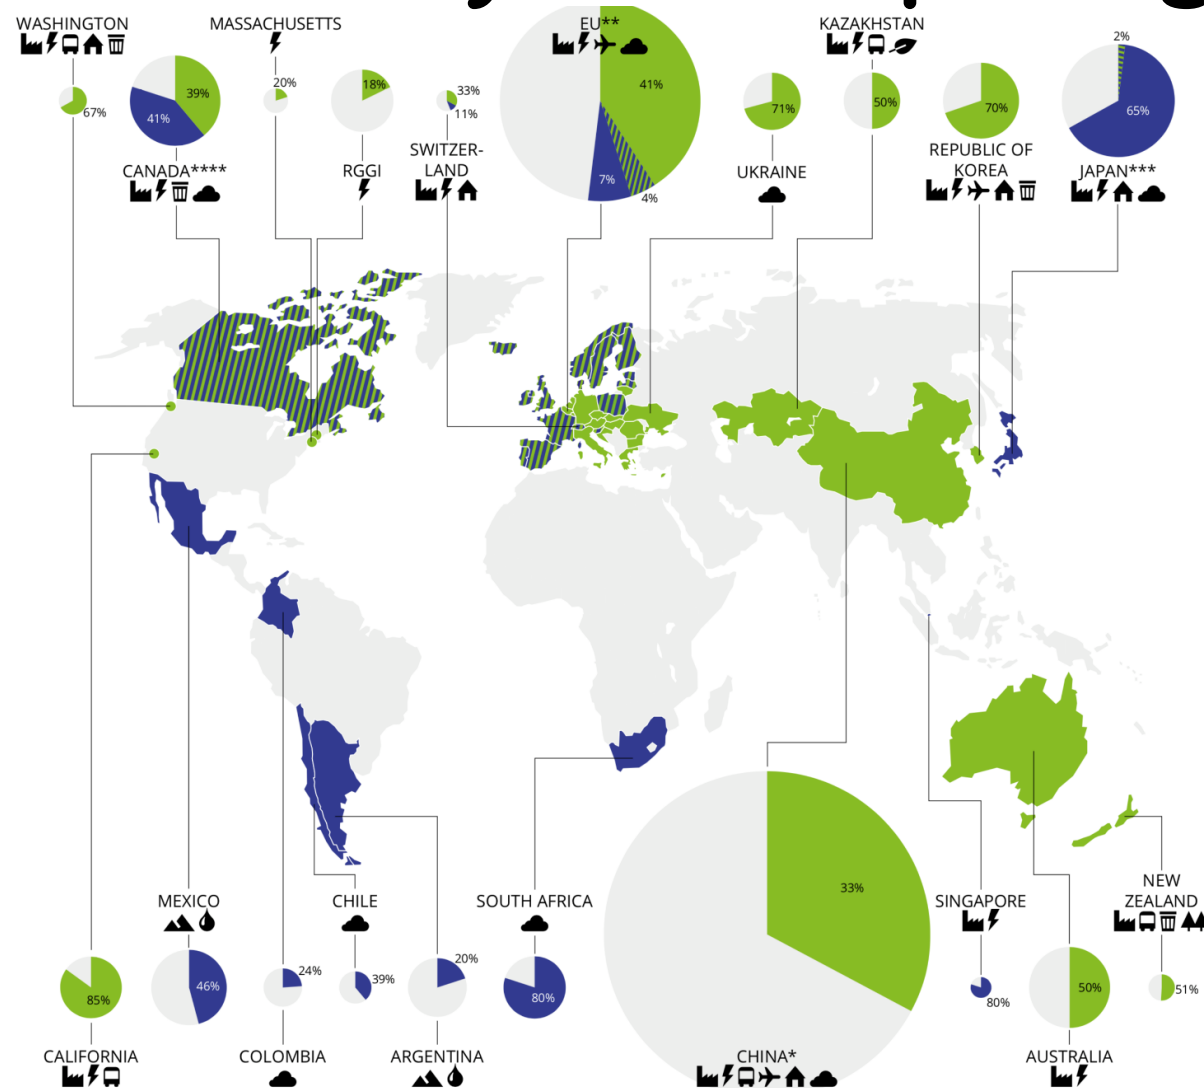 WASHINGTON
67%
MASSACHUSETTS
20%
39%
41%
CANADA****
18%
RGGI
33%
11%
SWITZER-
LAND
EU**
41%
7%
4%
71%
UKRAINE
KAZAKHSTAN
50%
70%
REPUBLIC OF
KOREA
2%
65%
JAPAN***
MEXICO
46%
CHILE
39%
SOUTH AFRICA
80%
33%
CHINA*
SINGAPORE
80%
NEW
ZEALAND
51%
85%
CALIFORNIA
24%
COLOMBIA
20%
ARGENTINA
50%
AUSTRALIA